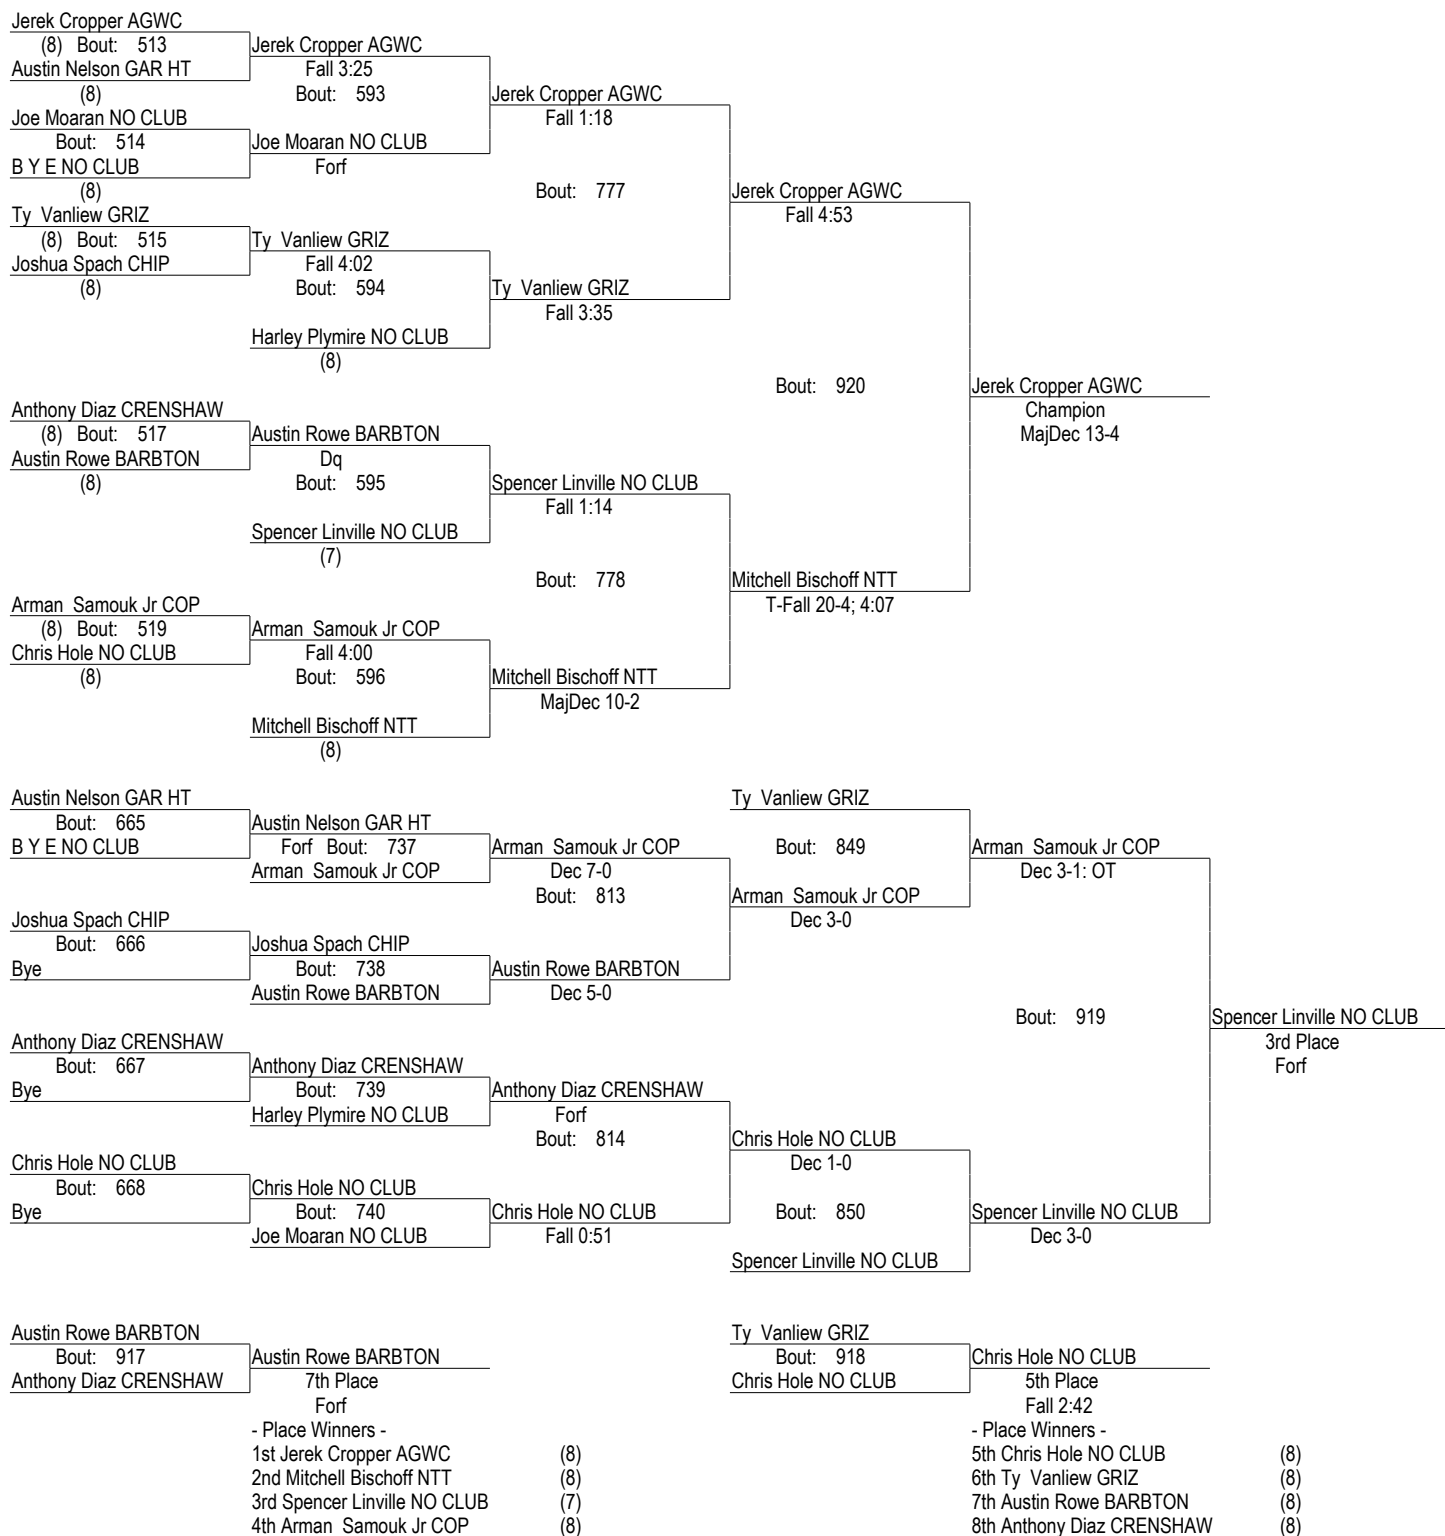 Jerek Cropper AGWC
(8) Bout: 513
Jerek Cropper AGWC
Austin Nelson GAR HT
Fall 3:25
(8)
Bout: 593
Jerek Cropper AGWC
Joe Moaran NO CLUB
Fall 1:18
Bout: 514
Joe Moaran NO CLUB
B Y E NO CLUB
Forf
(8)
Bout: 777
Jerek Cropper AGWC
Ty Vanliew GRIZ
Fall 4:53
(8) Bout: 515
Ty Vanliew GRIZ
Joshua Spach CHIP
Fall 4:02
(8)
Bout: 594
Ty Vanliew GRIZ
Fall 3:35
Harley Plymire NO CLUB
(8)
Bout: 920
Jerek Cropper AGWC
Anthony Diaz CRENSHAW
Champion
(8) Bout: 517
Austin Rowe BARBTON
MajDec 13-4
Austin Rowe BARBTON
Dq
(8)
Bout: 595
Spencer Linville NO CLUB
Fall 1:14
Spencer Linville NO CLUB
(7)
Bout: 778
Mitchell Bischoff NTT
Arman Samouk Jr COP
T-Fall 20-4; 4:07
(8) Bout: 519
Arman Samouk Jr COP
Chris Hole NO CLUB
Fall 4:00
(8)
Bout: 596
Mitchell Bischoff NTT
MajDec 10-2
Mitchell Bischoff NTT
(8)
Austin Nelson GAR HT
Ty Vanliew GRIZ
Bout: 665
Austin Nelson GAR HT
B Y E NO CLUB
Forf Bout: 737
Arman Samouk Jr COP
Bout: 849
Arman Samouk Jr COP
Arman Samouk Jr COP
Dec 7-0
Dec 3-1: OT
Bout: 813
Arman Samouk Jr COP
Joshua Spach CHIP
Dec 3-0
Bout: 666
Joshua Spach CHIP
Bye
Bout: 738
Austin Rowe BARBTON
Austin Rowe BARBTON
Dec 5-0
Bout: 919
Spencer Linville NO CLUB
Anthony Diaz CRENSHAW
3rd Place
Bout: 667
Anthony Diaz CRENSHAW
Forf
Bye
Bout: 739
Anthony Diaz CRENSHAW
Harley Plymire NO CLUB
Forf
Bout: 814
Chris Hole NO CLUB
Chris Hole NO CLUB
Dec 1-0
Bout: 668
Chris Hole NO CLUB
Bye
Bout: 740
Chris Hole NO CLUB
Bout: 850
Spencer Linville NO CLUB
Joe Moaran NO CLUB
Fall 0:51
Dec 3-0
Spencer Linville NO CLUB
Austin Rowe BARBTON
Ty Vanliew GRIZ
Bout: 917
Austin Rowe BARBTON
Bout: 918
Chris Hole NO CLUB
Anthony Diaz CRENSHAW
7th Place
Chris Hole NO CLUB
5th Place
Forf
Fall 2:42
- Place Winners -
1st Jerek Cropper AGWC (8)
2nd Mitchell Bischoff NTT (8)
3rd Spencer Linville NO CLUB (7)
4th Arman Samouk Jr COP (8)
- Place Winners -
5th Chris Hole NO CLUB (8)
6th Ty Vanliew GRIZ (8)
7th Austin Rowe BARBTON (8)
8th Anthony Diaz CRENSHAW (8)